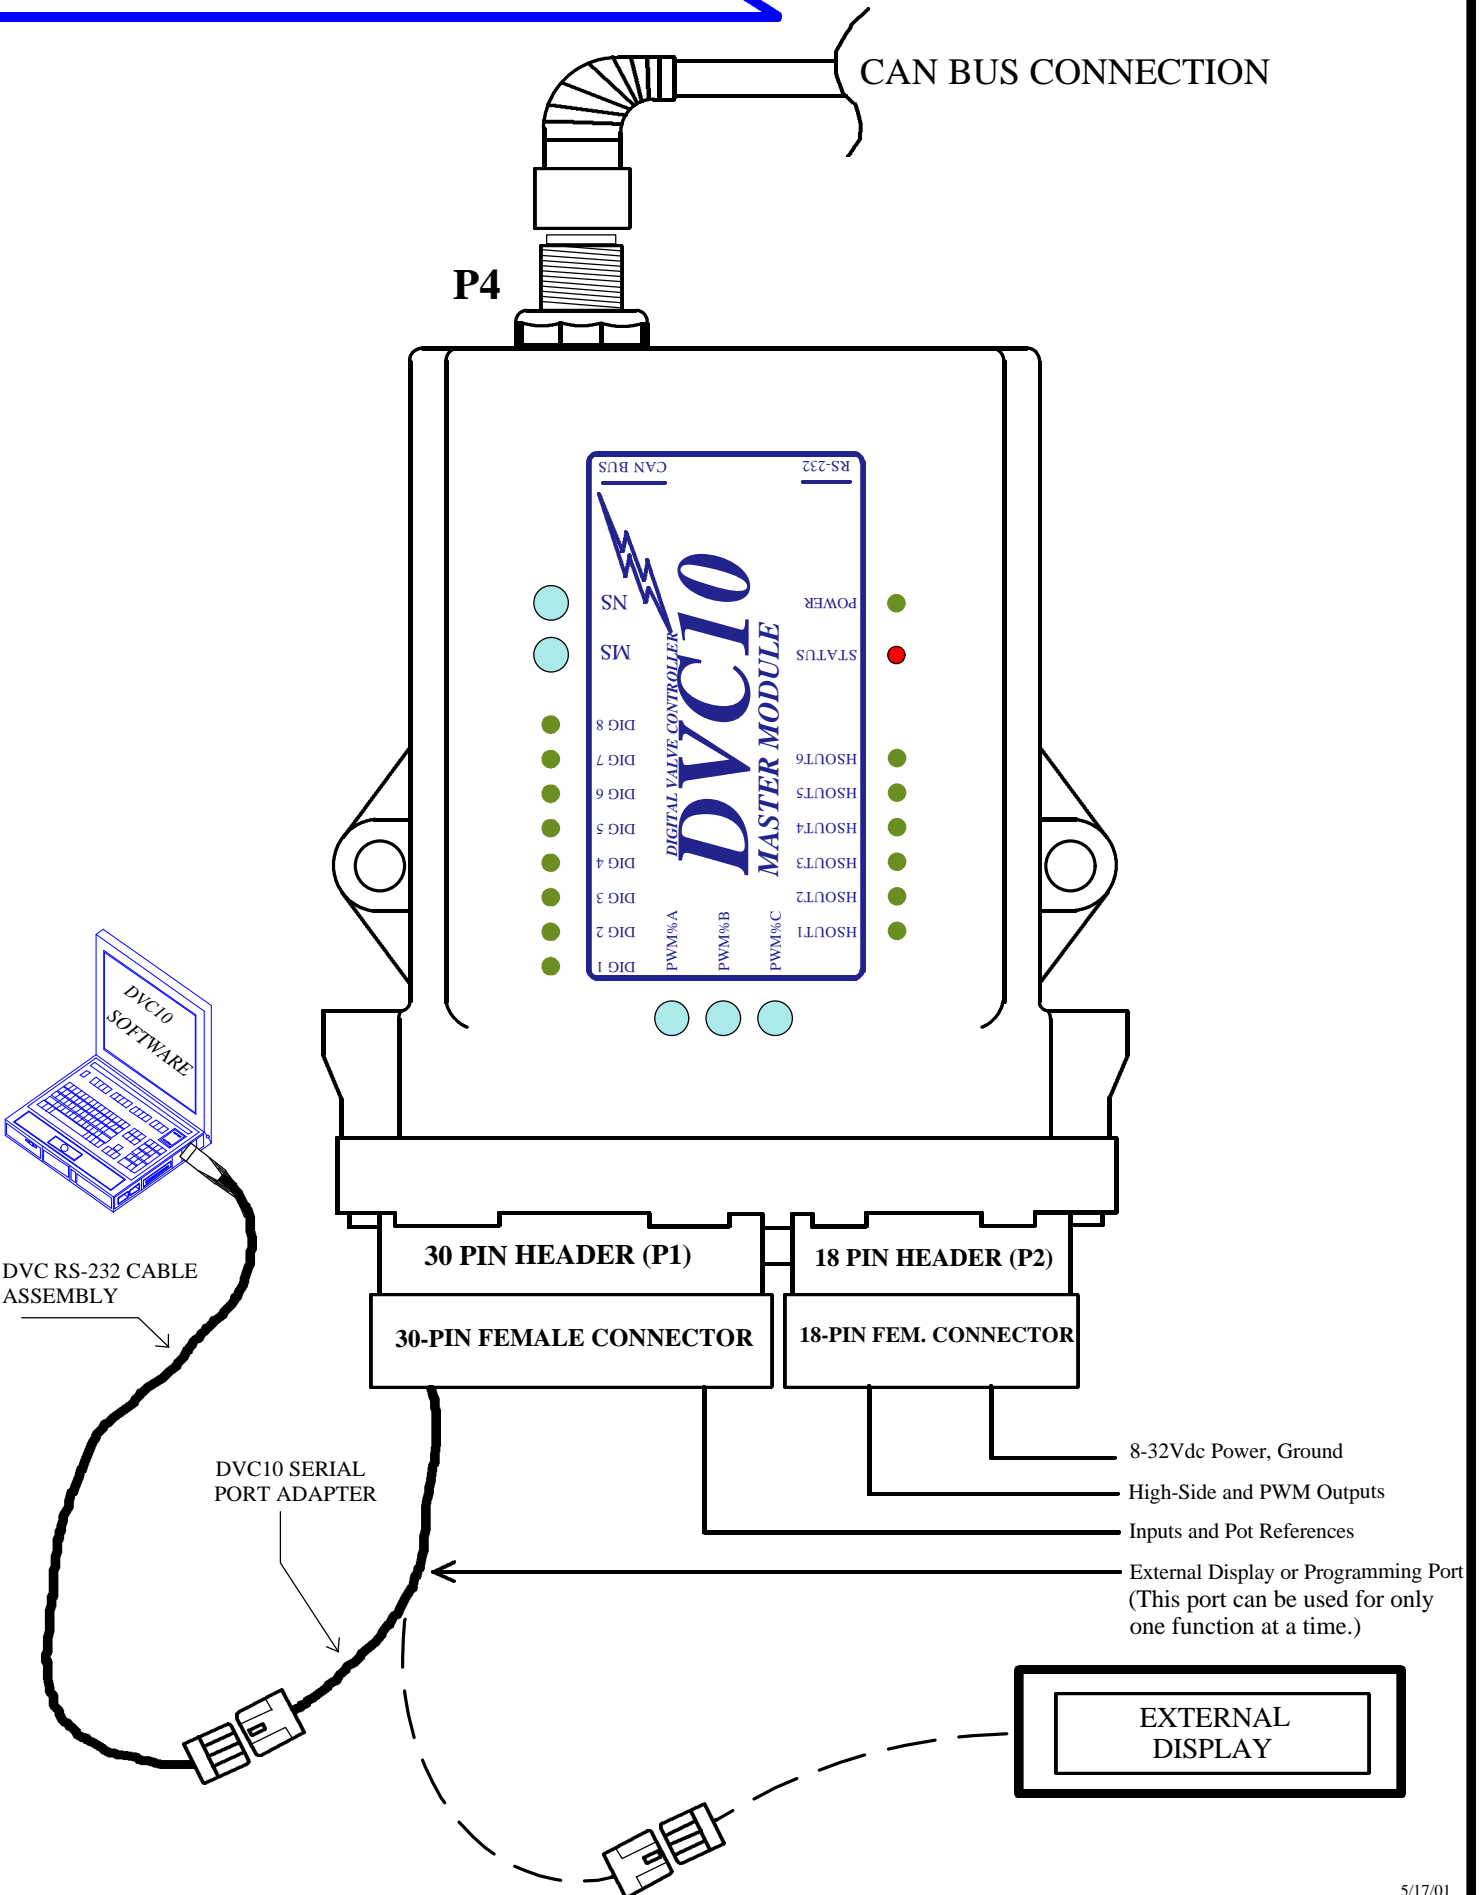 CAN BUS CONNECTION
P4
CAN BUS
RS-232
NS
MS
POWER
STATUS
DIGITAL VALVE CONTROLLER
DVC10
MASTER MODULE
DIG 8
DIG 7
DIG 6
DIG 5
DIG 4
DIG 3
DIG 2
DIG 1
HSOUT6
HSOUT5
HSOUT4
HSOUT3
HSOUT2
HSOUT1
PWM%A
PWM%B
PWM%C
DVC10
SOFTWARE
30 PIN HEADER (P1)
18 PIN HEADER (P2)
30-PIN FEMALE CONNECTOR
18-PIN FEM. CONNECTOR
DVC RS-232 CABLE
ASSEMBLY
DVC10 SERIAL
PORT ADAPTER
8-32Vdc Power, Ground
High-Side and PWM Outputs
Inputs and Pot References
External Display or Programming Port
(This port can be used for only
one function at a time.)
EXTERNAL
DISPLAY
5/17/01